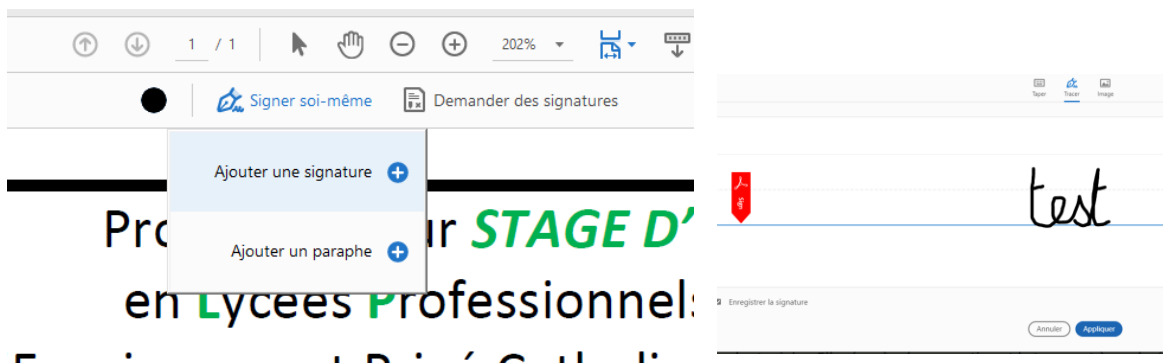 1 / 1 202%
Signer soi-même Demander des signatures
Ajouter une signature
Ajouter un paraphe
Pro ur STAGE D’
en Lycées Professionnels
Taper Tracer Image
Sign
test
Enregistrer la signature
Annuler Appliquer